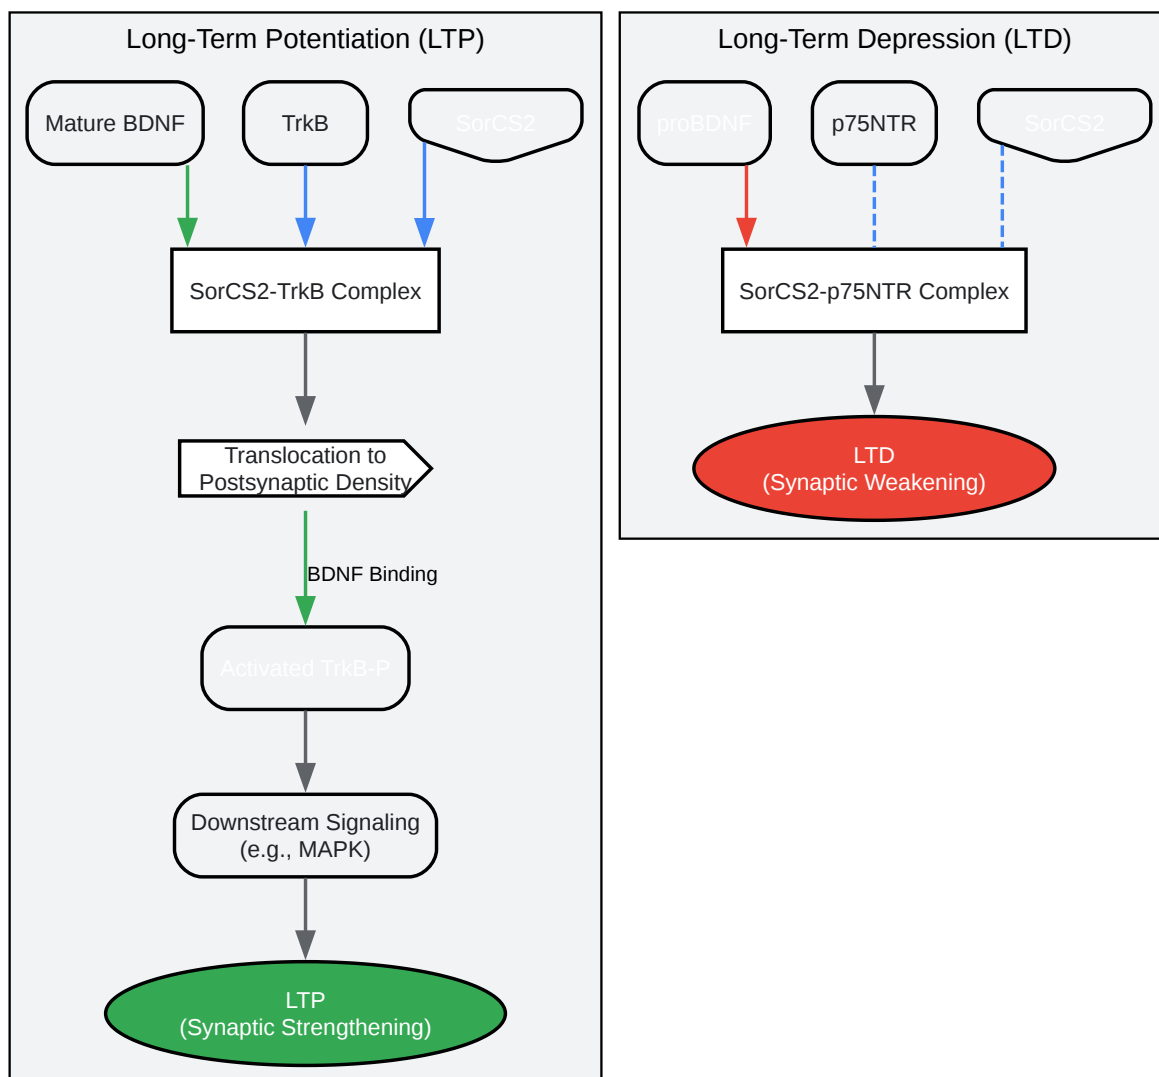 Long-Term Potentiation (LTP)
Mature BDNF
TrkB
SorCS2
SorCS2-TrkB Complex
Translocation to
Postsynaptic Density
BDNF Binding
Activated TrkB-P
Downstream Signaling
(e.g., MAPK)
LTP
(Synaptic Strengthening)
Long-Term Depression (LTD)
proBDNF
p75NTR
SorCS2
SorCS2-p75NTR Complex
LTD
(Synaptic Weakening)